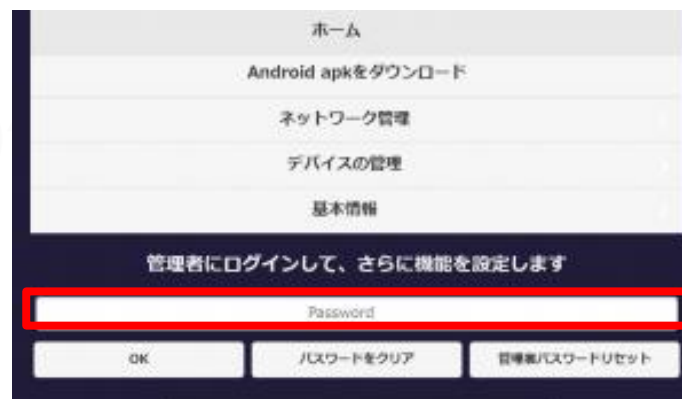 ホーム
Android apkをダウンロード
ネットワーク管理
デバイスの管理
基本情報
管理者にログインして、さらに機能を設定します
Password
OK
パスワードをクリア
管理者パスワードリセット